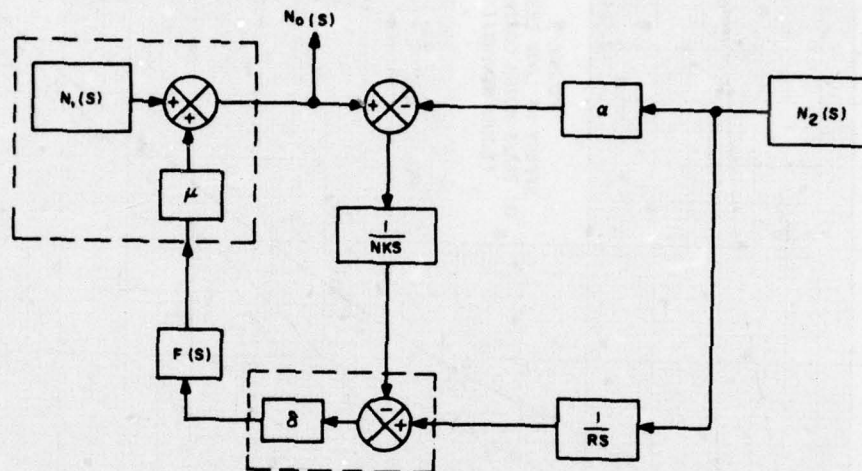 N₀(S)
N₁(S)
+
+
+
-
α
N₂(S)
μ
1
NKS
F(S)
δ
-
+
1
RS